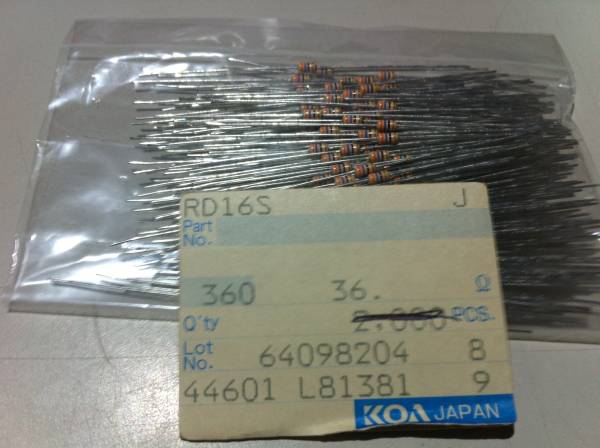 RD16S J
Part
No.
360 36. Ω
Q'ty 2.000 PCS.
Lot
No. 64098204 8
44601 L81381 9
KOA JAPAN